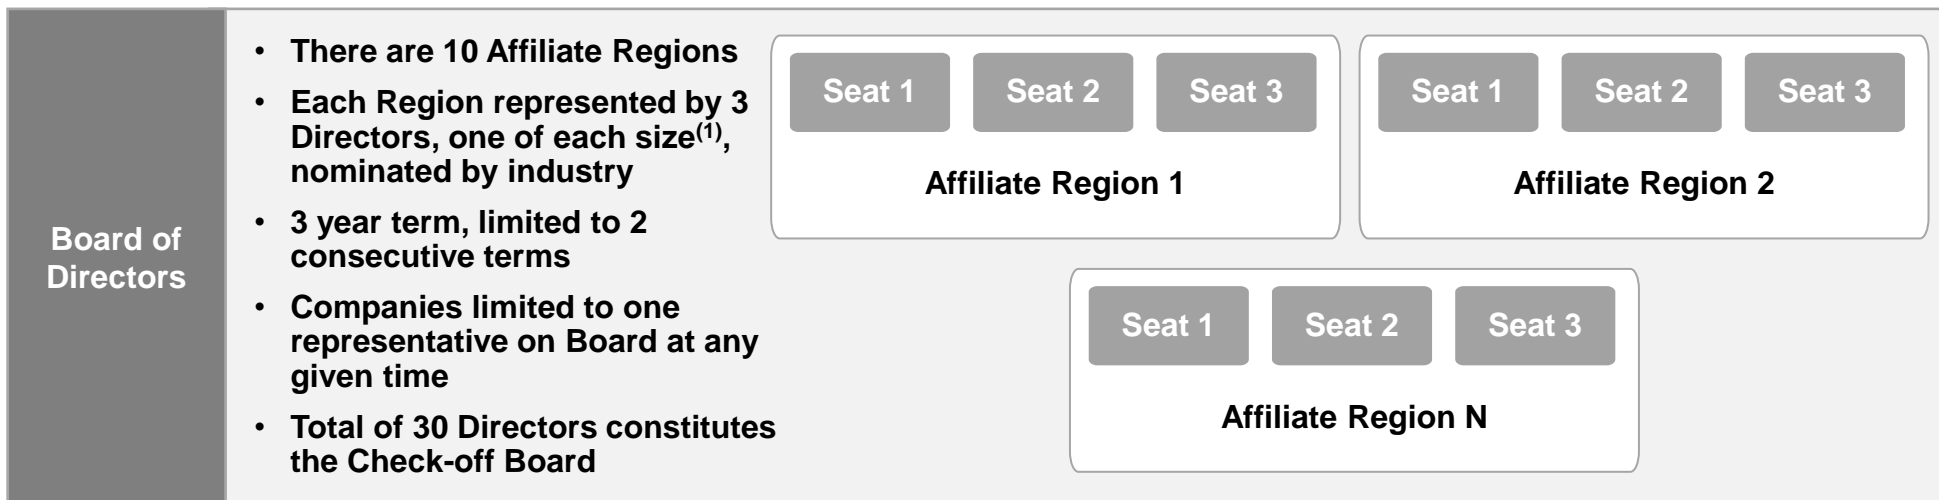 Board of
Directors
• There are 10 Affiliate Regions
• Each Region represented by 3
Directors, one of each size(1),
nominated by industry
• 3 year term, limited to 2
consecutive terms
• Companies limited to one
representative on Board at any
given time
• Total of 30 Directors constitutes
the Check-off Board
Seat 1 Seat 2 Seat 3
Affiliate Region 1
Seat 1 Seat 2 Seat 3
Affiliate Region 2
Seat 1 Seat 2 Seat 3
Affiliate Region N